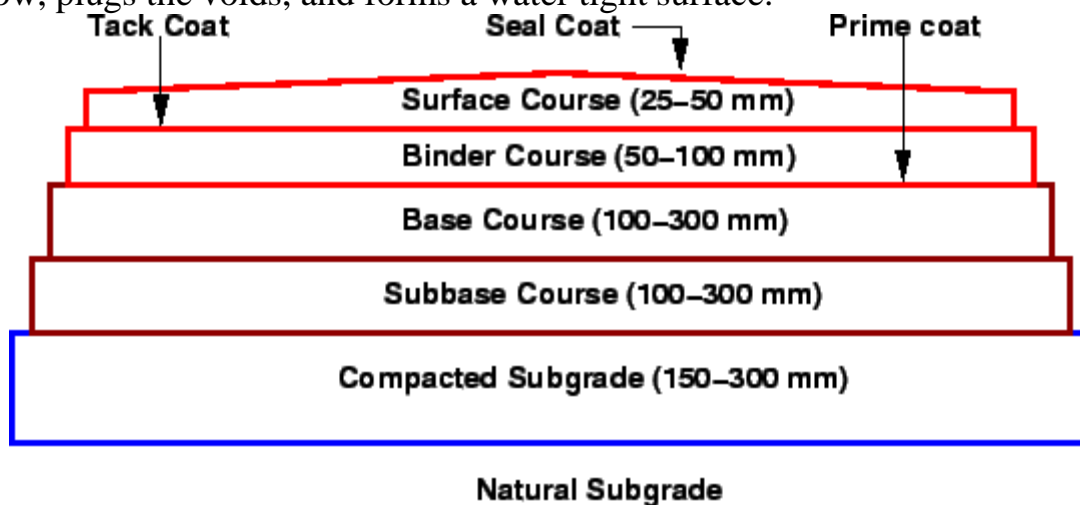 ow, plugs the voids, and forms a water tight surface.
Tack Coat Seal Coat Prime coat
Surface Course (25–50 mm)
Binder Course (50–100 mm)
Base Course (100–300 mm)
Subbase Course (100–300 mm)
Compacted Subgrade (150–300 mm)
Natural Subgrade